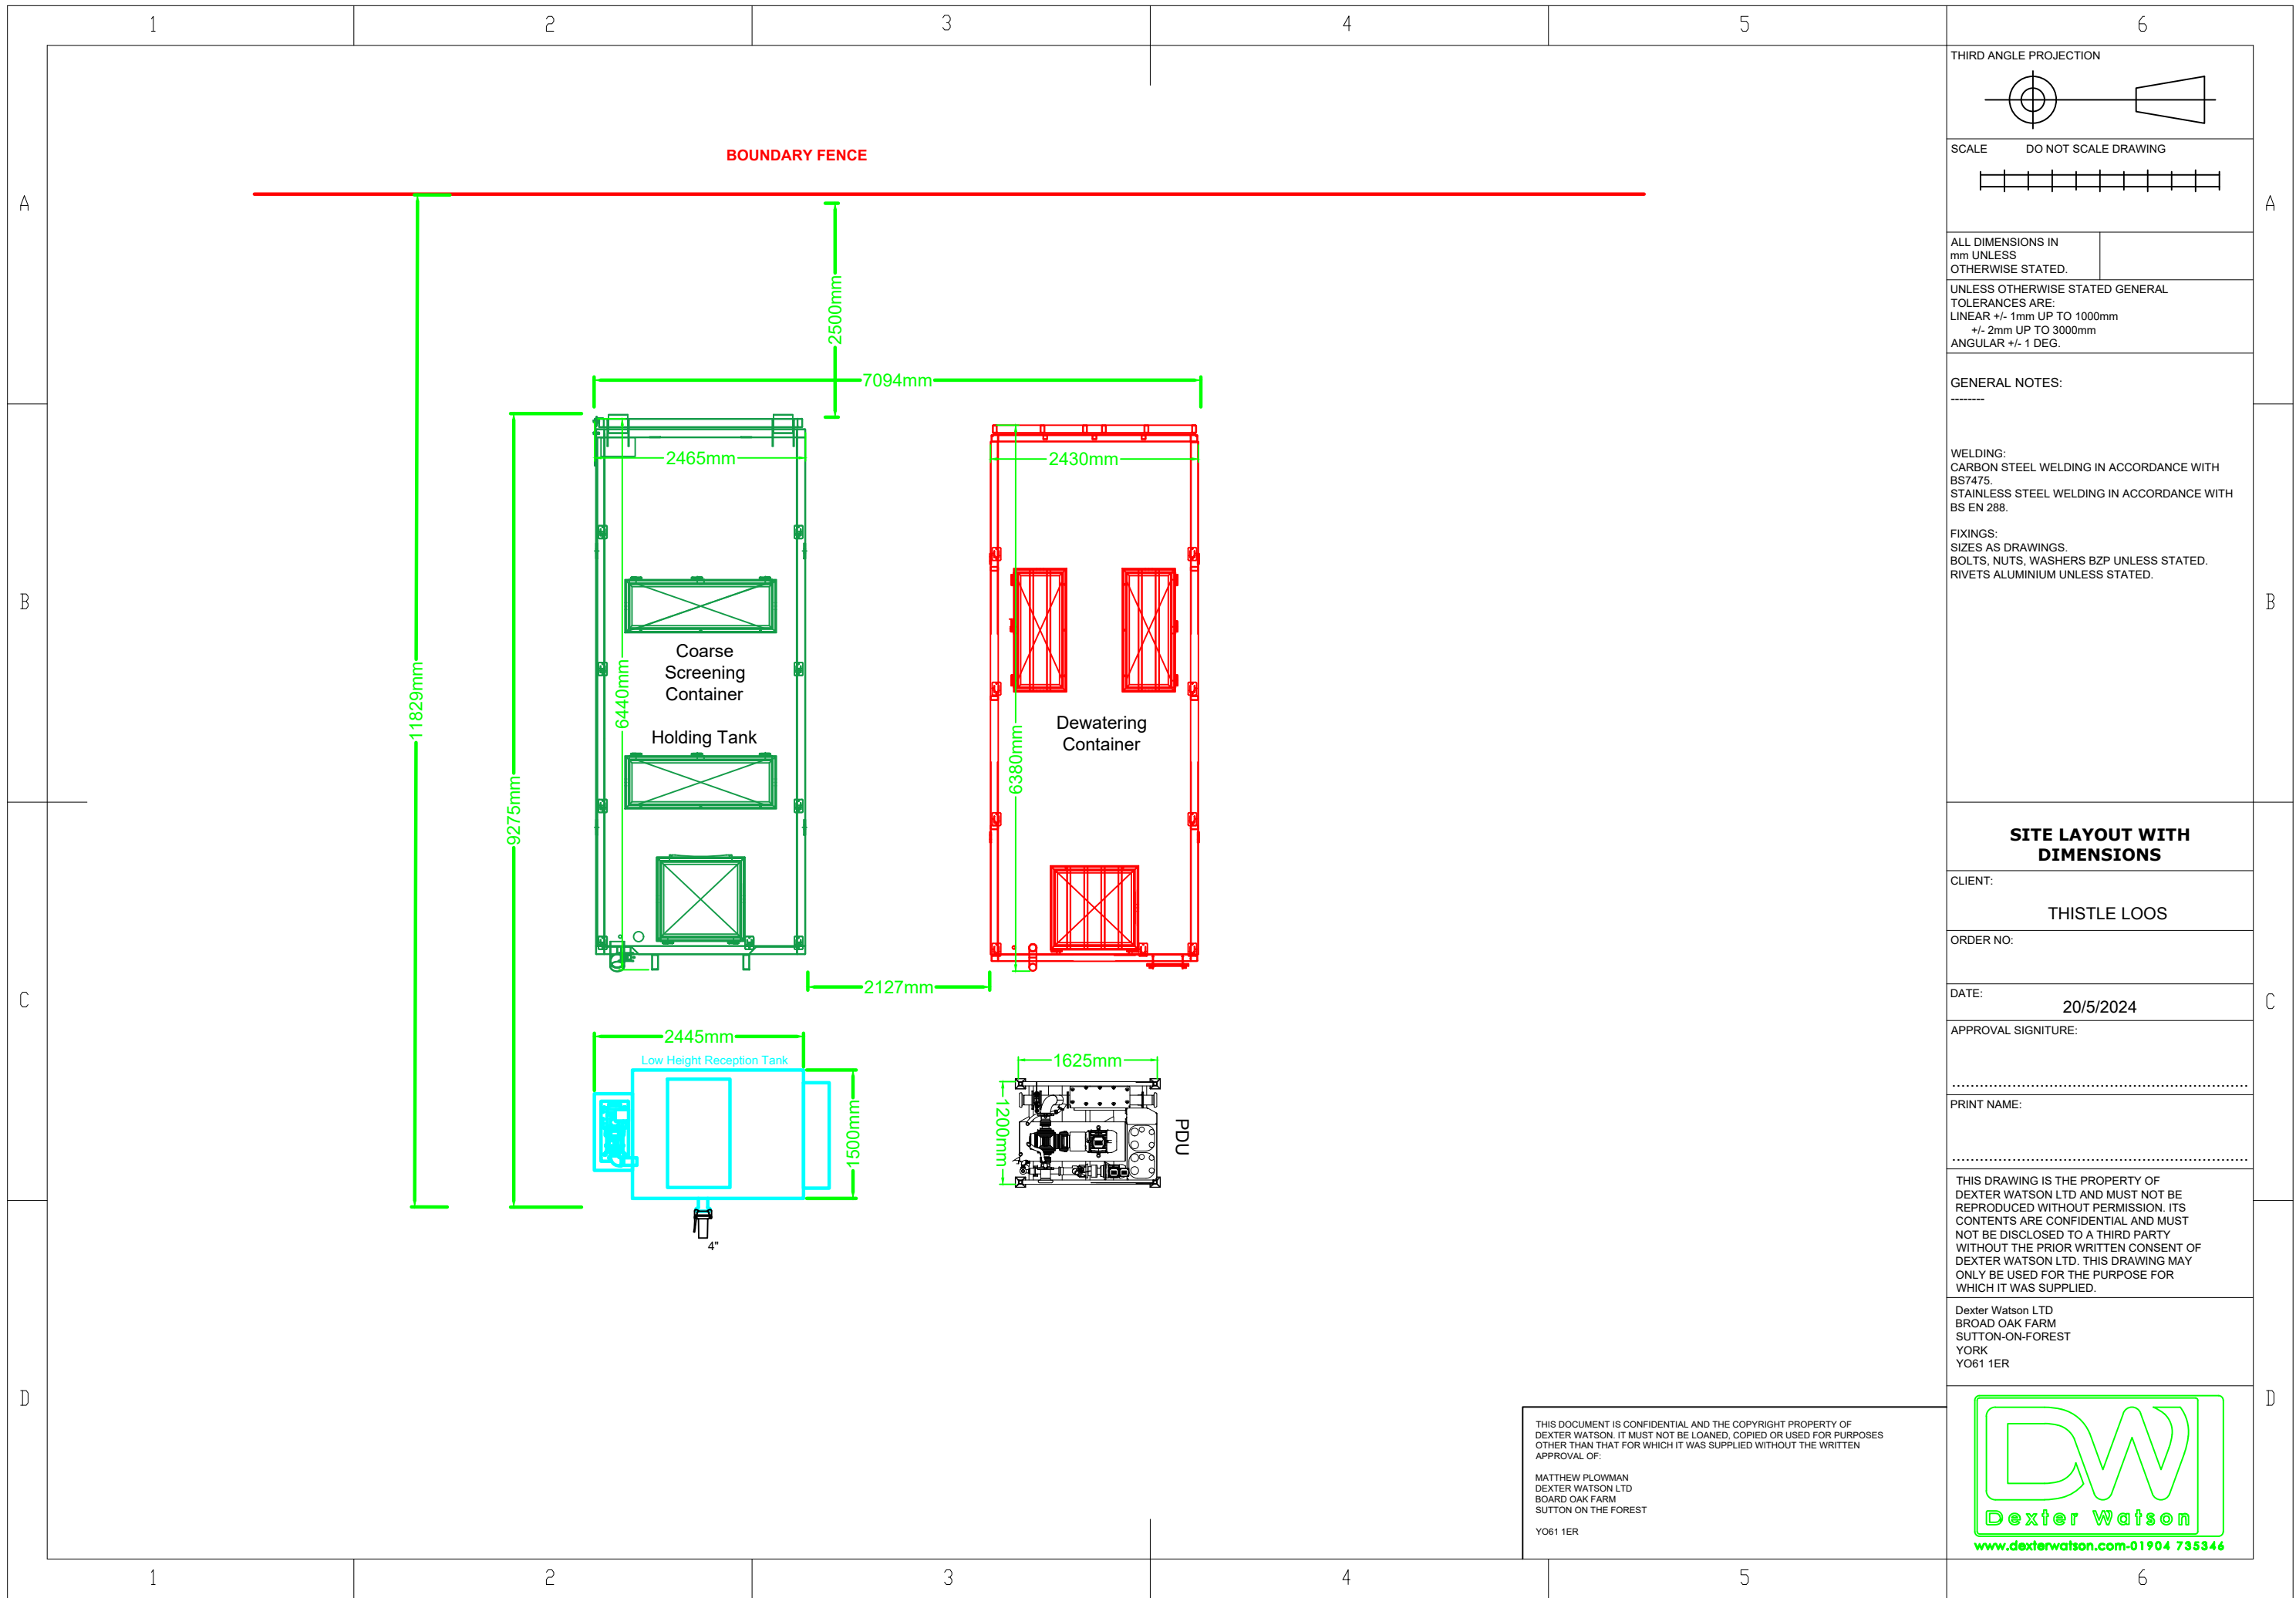 1 2 3 4 5 6
A
B
C
D
BOUNDARY FENCE
2500mm
7094mm
2465mm
2430mm
11829mm
9275mm
6440mm
6380mm
Coarse
Screening
Container
Holding Tank
Dewatering
Container
2127mm
2445mm
Low Height Reception Tank
1500mm
4"
1625mm
1200mm
PDU
THIRD ANGLE PROJECTION
SCALE DO NOT SCALE DRAWING
ALL DIMENSIONS IN
mm UNLESS
OTHERWISE STATED.
UNLESS OTHERWISE STATED GENERAL
TOLERANCES ARE:
LINEAR +/- 1mm UP TO 1000mm
+/- 2mm UP TO 3000mm
ANGULAR +/- 1 DEG.
GENERAL NOTES:
--------
WELDING:
CARBON STEEL WELDING IN ACCORDANCE WITH
BS7475.
STAINLESS STEEL WELDING IN ACCORDANCE WITH
BS EN 288.
FIXINGS:
SIZES AS DRAWINGS.
BOLTS, NUTS, WASHERS BZP UNLESS STATED.
RIVETS ALUMINIUM UNLESS STATED.
SITE LAYOUT WITH
DIMENSIONS
CLIENT:
THISTLE LOOS
ORDER NO:
DATE:
20/5/2024
APPROVAL SIGNITURE:
PRINT NAME:
THIS DRAWING IS THE PROPERTY OF
DEXTER WATSON LTD AND MUST NOT BE
REPRODUCED WITHOUT PERMISSION. ITS
CONTENTS ARE CONFIDENTIAL AND MUST
NOT BE DISCLOSED TO A THIRD PARTY
WITHOUT THE PRIOR WRITTEN CONSENT OF
DEXTER WATSON LTD. THIS DRAWING MAY
ONLY BE USED FOR THE PURPOSE FOR
WHICH IT WAS SUPPLIED.
Dexter Watson LTD
BROAD OAK FARM
SUTTON-ON-FOREST
YORK
YO61 1ER
DW
Dexter Watson
www.dexterwatson.com-01904 735346
THIS DOCUMENT IS CONFIDENTIAL AND THE COPYRIGHT PROPERTY OF
DEXTER WATSON. IT MUST NOT BE LOANED, COPIED OR USED FOR PURPOSES
OTHER THAN THAT FOR WHICH IT WAS SUPPLIED WITHOUT THE WRITTEN
APPROVAL OF:
MATTHEW PLOWMAN
DEXTER WATSON LTD
BOARD OAK FARM
SUTTON ON THE FOREST
YO61 1ER
A
B
C
D
1 2 3 4 5 6